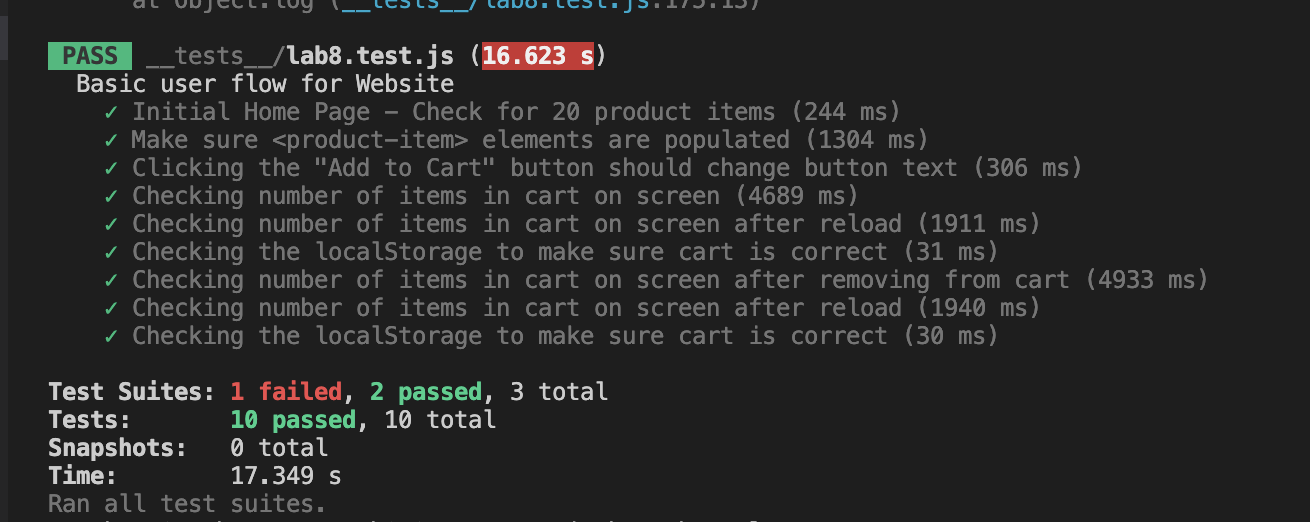 at Object.log (__tests__/lab8.test.js:175:13)
PASS __tests__/lab8.test.js (16.623 s)
Basic user flow for Website
✓ Initial Home Page – Check for 20 product items (244 ms)
✓ Make sure <product-item> elements are populated (1304 ms)
✓ Clicking the "Add to Cart" button should change button text (306 ms)
✓ Checking number of items in cart on screen (4689 ms)
✓ Checking number of items in cart on screen after reload (1911 ms)
✓ Checking the localStorage to make sure cart is correct (31 ms)
✓ Checking number of items in cart on screen after removing from cart (4933 ms)
✓ Checking number of items in cart on screen after reload (1940 ms)
✓ Checking the localStorage to make sure cart is correct (30 ms)
Test Suites: 1 failed, 2 passed, 3 total
Tests: 10 passed, 10 total
Snapshots: 0 total
Time: 17.349 s
Ran all test suites.